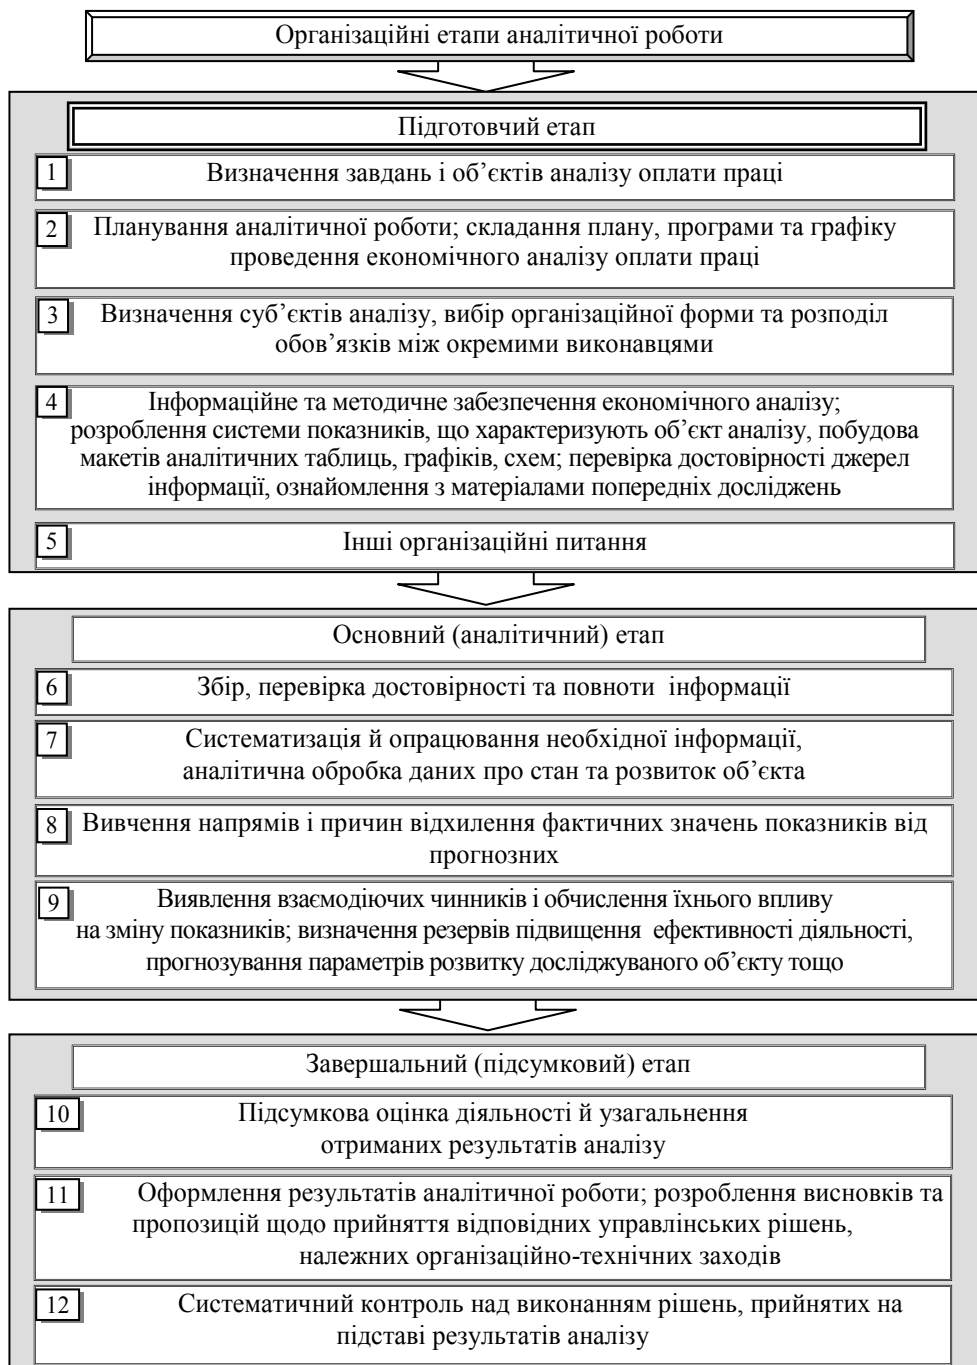 Організаційні етапи аналітичної роботи
Підготовчий етап
1 Визначення завдань і об’єктів аналізу оплати праці
2 Планування аналітичної роботи; складання плану, програми та графіку
проведення економічного аналізу оплати праці
3 Визначення суб’єктів аналізу, вибір організаційної форми та розподіл
обов’язків між окремими виконавцями
4 Інформаційне та методичне забезпечення економічного аналізу;
розроблення системи показників, що характеризують об’єкт аналізу, побудова
макетів аналітичних таблиць, графіків, схем; перевірка достовірності джерел
інформації, ознайомлення з матеріалами попередніх досліджень
5 Інші організаційні питання
Основний (аналітичний) етап
6 Збір, перевірка достовірності та повноти інформації
7 Систематизація й опрацювання необхідної інформації,
аналітична обробка даних про стан та розвиток об’єкта
8 Вивчення напрямів і причин відхилення фактичних значень показників від
прогнозних
9 Виявлення взаємодіючих чинників і обчислення їхнього впливу
на зміну показників; визначення резервів підвищення ефективності діяльності,
прогнозування параметрів розвитку досліджуваного об’єкту тощо
Завершальний (підсумковий) етап
10 Підсумкова оцінка діяльності й узагальнення
отриманих результатів аналізу
11 Оформлення результатів аналітичної роботи; розроблення висновків та
пропозицій щодо прийняття відповідних управлінських рішень,
належних організаційно-технічних заходів
12 Систематичний контроль над виконанням рішень, прийнятих на
підставі результатів аналізу